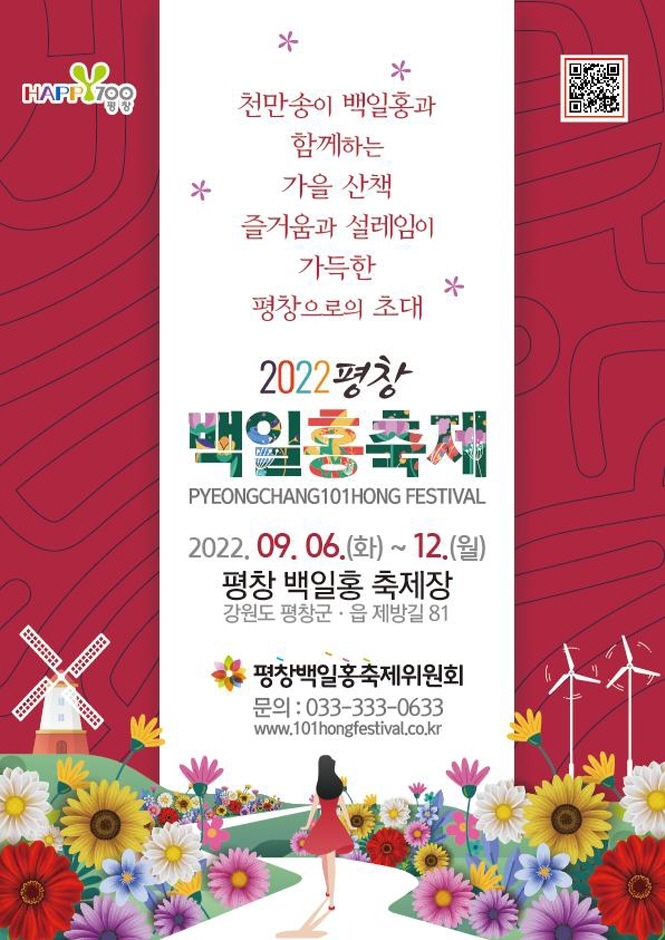 HAPPY700
평창
천만송이 백일홍과
함께하는
가을 산책
즐거움과 설레임이
가득한
평창으로의 초대
2022평창
백일홍축제
PYEONGCHANG101HONG FESTIVAL
2022. 09. 06.(화) ~ 12.(월)
평창 백일홍 축제장
강원도 평창군 · 읍 제방길 81
평창백일홍축제위원회
문의 : 033-333-0633
www.101hongfestival.co.kr